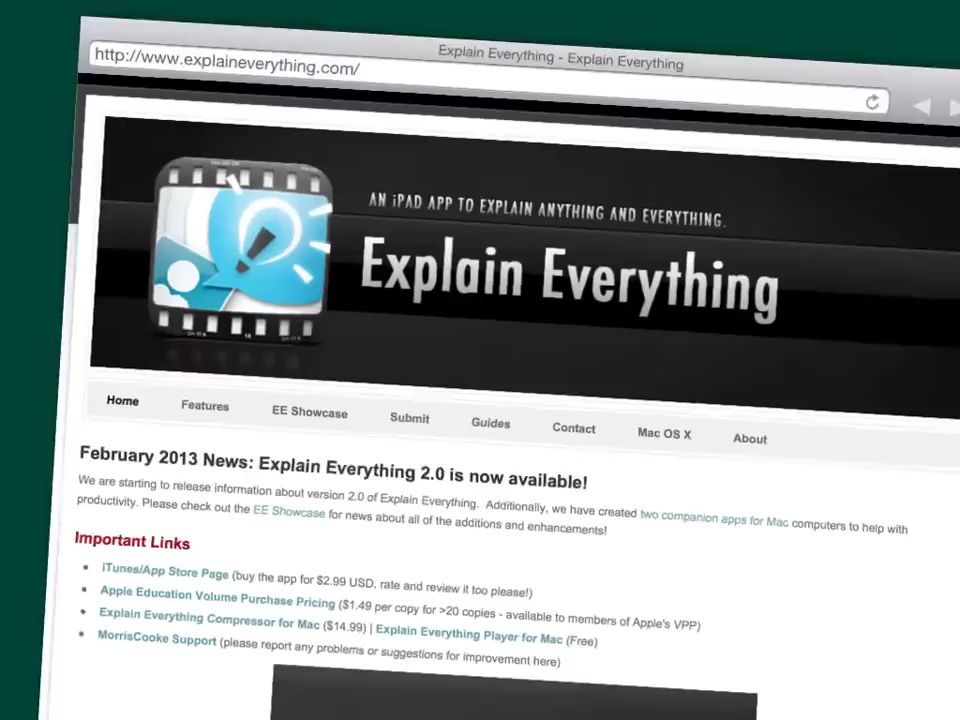 Explain Everything - Explain Everything
http://www.explaineverything.com/
AN iPAD APP TO EXPLAIN ANYTHING AND EVERYTHING.
Explain Everything
Home Features EE Showcase Submit Guides Contact Mac OS X About
February 2013 News: Explain Everything 2.0 is now available!
We are starting to release information about version 2.0 of Explain Everything. Additionally, we have created two companion apps for Mac computers to help with
productivity. Please check out the EE Showcase for news about all of the additions and enhancements!
Important Links
• iTunes/App Store Page (buy the app for $2.99 USD, rate and review it too please!)
• Apple Education Volume Purchase Pricing ($1.49 per copy for >20 copies - available to members of Apple's VPP)
• Explain Everything Compressor for Mac ($14.99) | Explain Everything Player for Mac (Free)
• MorrisCooke Support (please report any problems or suggestions for improvement here)